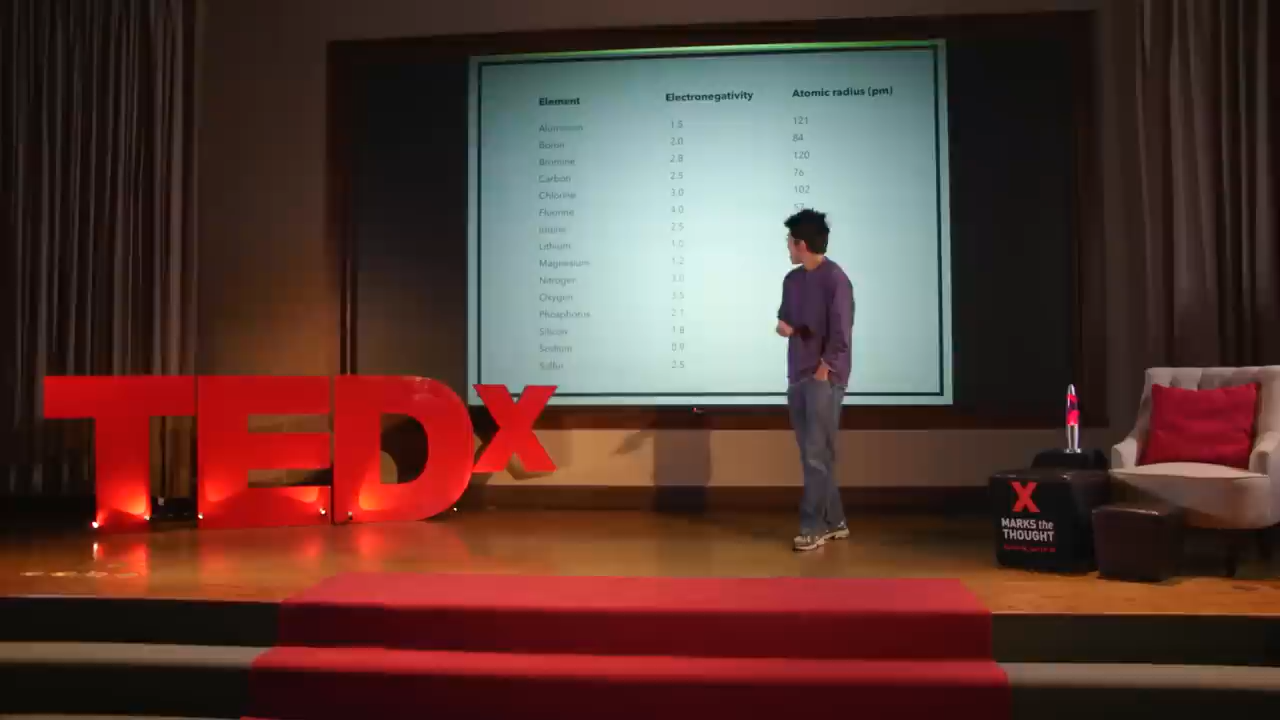 Element Electronegativity Atomic radius (pm)
Aluminum 1.5 121
Boron 2.0 84
Bromine 2.8 120
Carbon 2.5 76
Chlorine 3.0 102
Fluorine 4.0 57
Iodine 2.5
Lithium 1.0
Magnesium 1.2
Nitrogen 3.0
Oxygen 3.5
Phosphorus 2.1
Silicon 1.8
Sodium 0.9
Sulfur 2.5
TEDx
X
MARKS the
THOUGHT